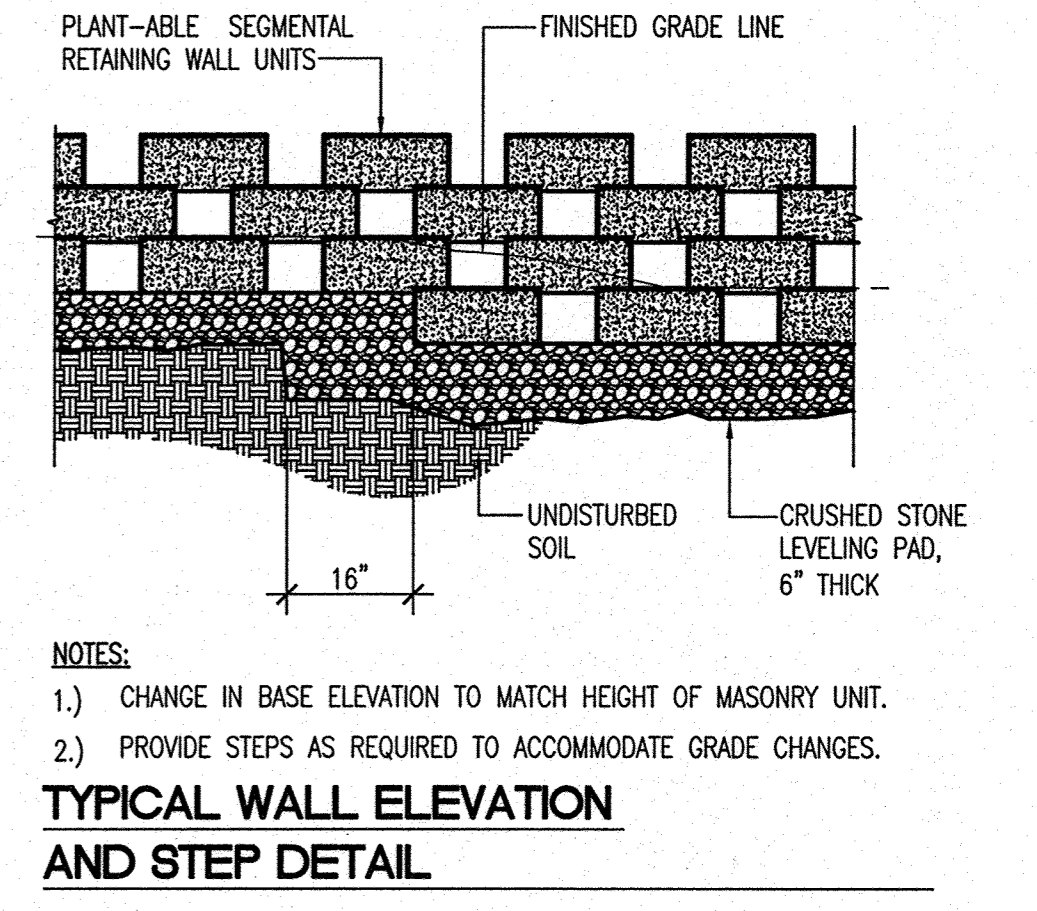 PLANT-ABLE SEGMENTAL
RETAINING WALL UNITS
FINISHED GRADE LINE
UNDISTURBED
SOIL
CRUSHED STONE
LEVELING PAD,
6" THICK
16"
NOTES:
1.) CHANGE IN BASE ELEVATION TO MATCH HEIGHT OF MASONRY UNIT.
2.) PROVIDE STEPS AS REQUIRED TO ACCOMMODATE GRADE CHANGES.
TYPICAL WALL ELEVATION
AND STEP DETAIL